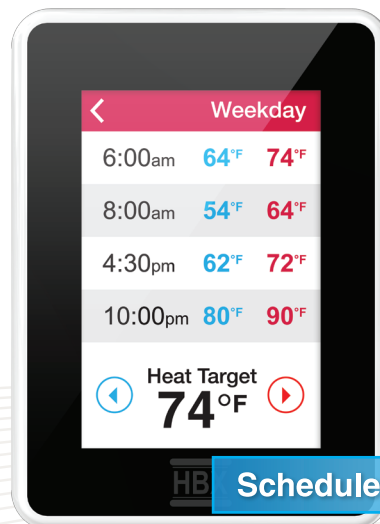 Weekday
6:00am 64°F 74°F
8:00am 54°F 64°F
4:30pm 62°F 72°F
10:00pm 80°F 90°F
Heat Target
74°F
HB
Schedule